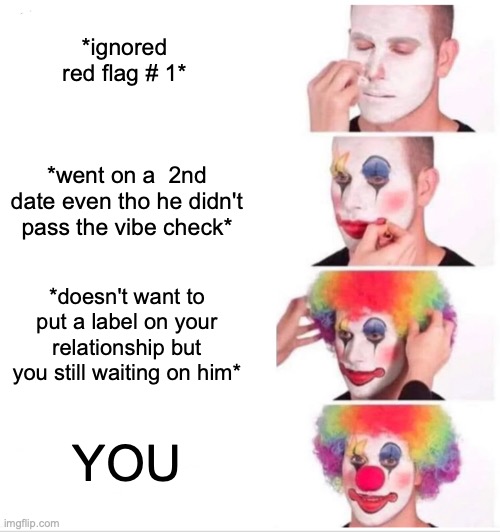 *ignored
red flag # 1*
*went on a  2nd
date even tho he didn't
pass the vibe check*
*doesn't want to
put a label on your
relationship but
you still waiting on him*
YOU
imgflip.com